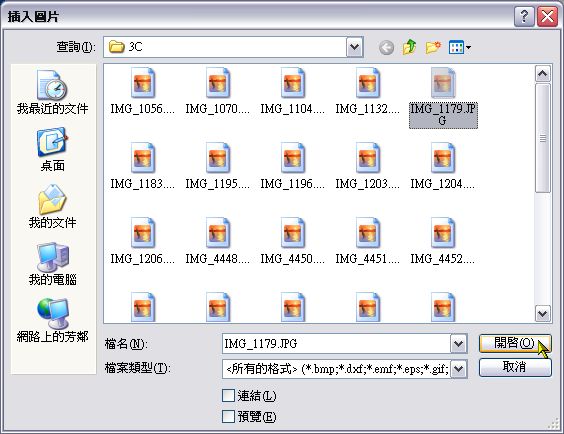 插入圖片
查詢(I):
3C
我最近的文件
桌面
我的文件
我的電腦
網路上的芳鄰
IMG_1056....
IMG_1070....
IMG_1104....
IMG_1132....
IMG_1179.JP
G
IMG_1183....
IMG_1195....
IMG_1196....
IMG_1203....
IMG_1204....
IMG_1206....
IMG_4448....
IMG_4450....
IMG_4451....
IMG_4452....
檔名(N):
IMG_1179.JPG
開啓(O)
檔案類型(T):
<所有的格式> (*.bmp;*.dxf;*.emf;*.eps;*.gif;
取消
連結(L)
預覽(E)